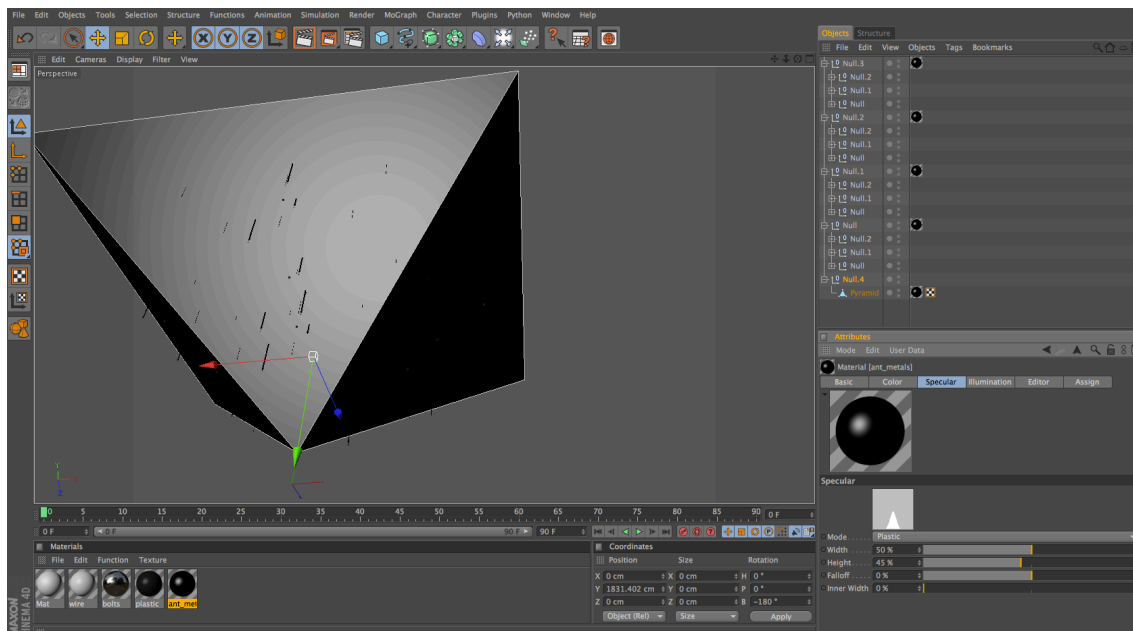 File Edit Objects Tools Selection Structure Functions Animation Simulation Render MoGraph Character Plugins Python Window Help
Edit Cameras Display Filter View
Perspective
X Y Z
Y
X
Z
0 5 10 15 20 25 30 35 40 45 50 55 60 65 70 75 80 85 90 0 F
0 F 0 F 90 F 90 F
Materials
File Edit Function Texture
Mat wire bolts plastic ant_met
MAXON
CINEMA 4D
Coordinates
Position Size Rotation
X 0 cm X 0 cm H 0 °
Y 1831.402 cm Y 0 cm P 0 °
Z 0 cm Z 0 cm B -180 °
Object (Rel) Size Apply
Objects Structure
File Edit View Objects Tags Bookmarks
Null.3
Null.2
Null.1
Null
Null.2
Null.2
Null.1
Null
Null.1
Null.2
Null.1
Null
Null
Null.2
Null.1
Null
Null.4
Pyramid
Attributes
Mode Edit User Data
Material [ant_metals]
Basic Color Specular Illumination Editor Assign
Specular
Mode Plastic
Width 50 %
Height 45 %
Falloff 0 %
Inner Width 0 %